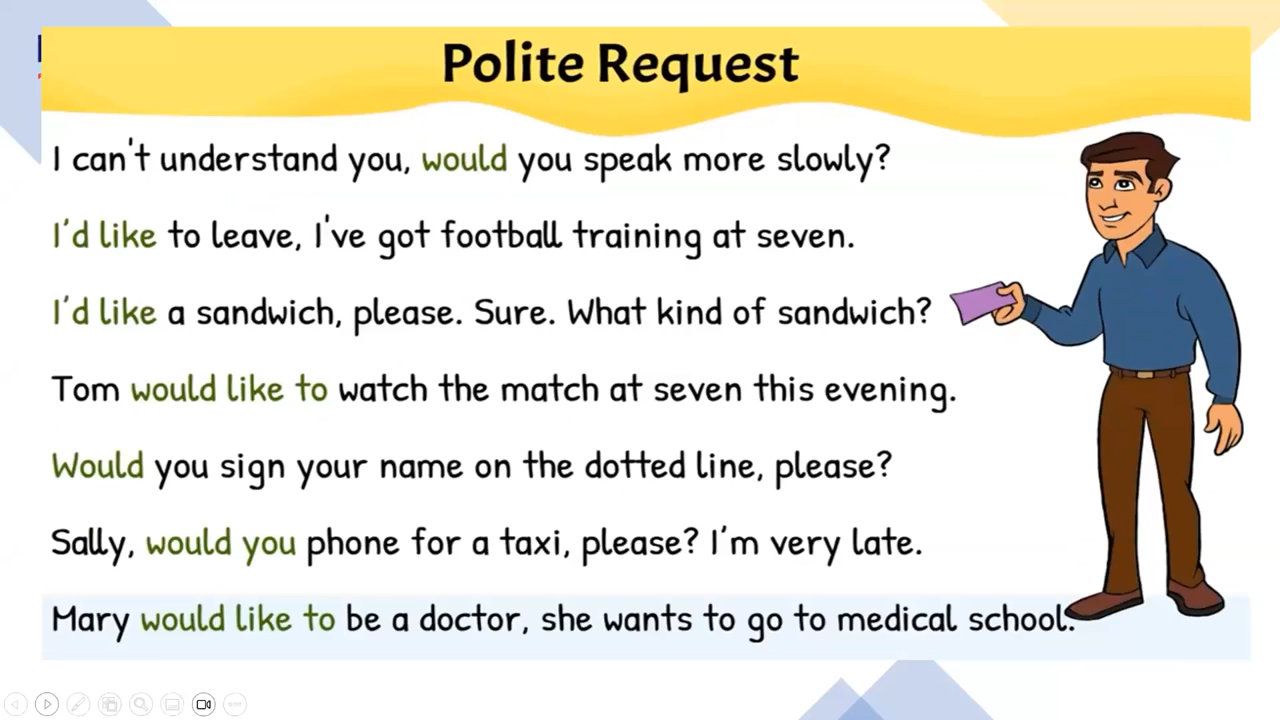 Polite Request
I can't understand you, would you speak more slowly?
I'd like to leave, I've got football training at seven.
I'd like a sandwich, please. Sure. What kind of sandwich?
Tom would like to watch the match at seven this evening.
Would you sign your name on the dotted line, please?
Sally, would you phone for a taxi, please? I'm very late.
Mary would like to be a doctor, she wants to go to medical school.